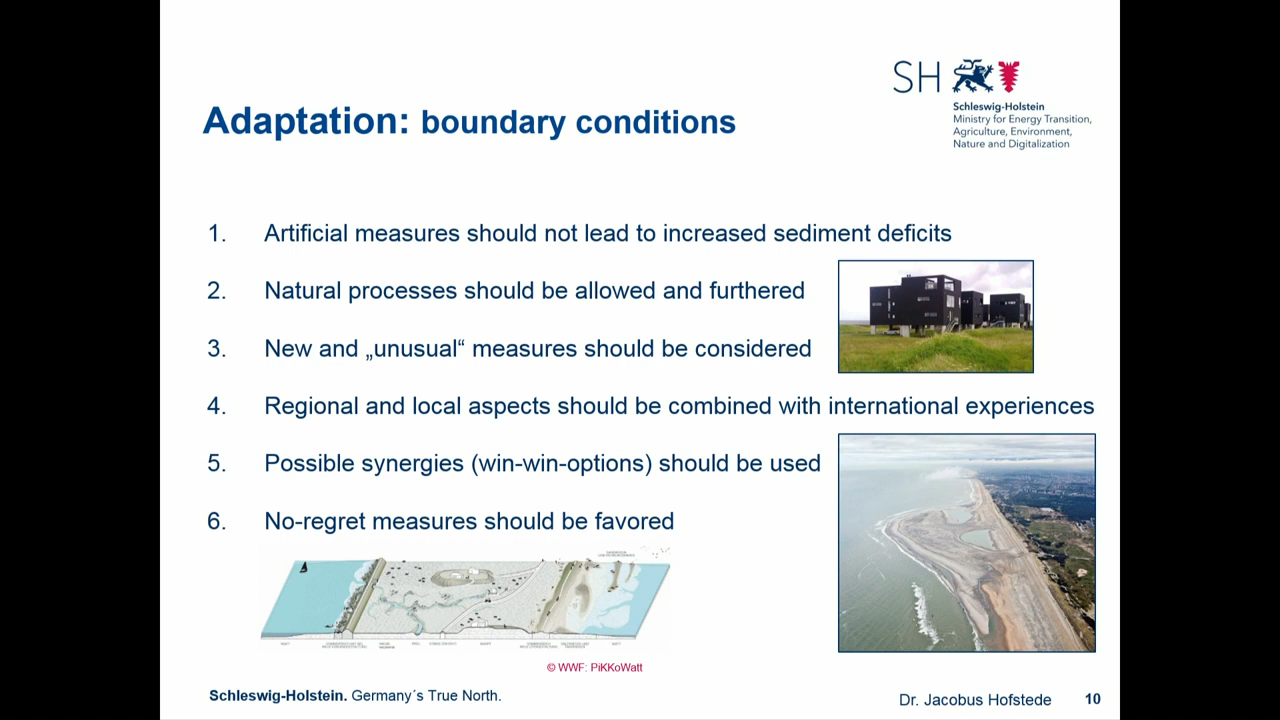 SH
Schleswig-Holstein
Ministry for Energy Transition,
Agriculture, Environment,
Nature and Digitalization
Adaptation: boundary conditions
1. Artificial measures should not lead to increased sediment deficits
2. Natural processes should be allowed and furthered
3. New and „unusual“ measures should be considered
4. Regional and local aspects should be combined with international experiences
5. Possible synergies (win-win-options) should be used
6. No-regret measures should be favored
© WWF: PiKKoWatt
Schleswig-Holstein. Germany´s True North.
Dr. Jacobus Hofstede 10